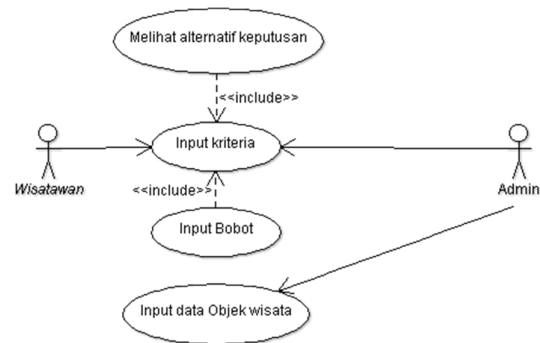 Melihat alternatif keputusan
<<include>>
Input kriteria
Wisatawan
<<include>>
Admin
Input Bobot
Input data Objek wisata